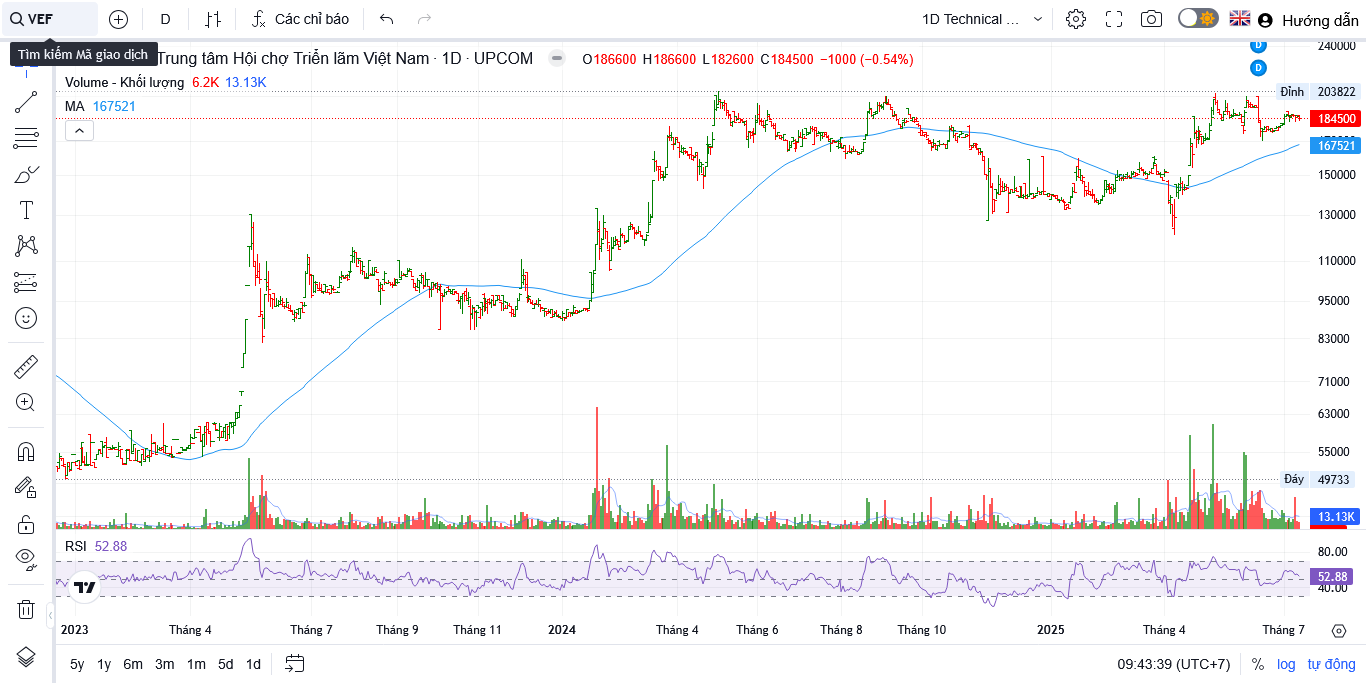 VEF
D
Các chỉ báo
1D Technical ...
Hướng dẫn
Tìm kiếm Mã giao dịch
Trung tâm Hội chợ Triển lãm Việt Nam · 1D · UPCOM
O186600 H186600 L182600 C184500 −1000 (−0.54%)
Volume - Khối lượng 6.2K 13.13K
MA 167521
D
D
240000
Đỉnh 203822
184500
167521
150000
130000
110000
95000
83000
71000
63000
55000
Đáy 49733
13.13K
RSI 52.88
80.00
52.88
40.00
2023 Tháng 4 Tháng 7 Tháng 9 Tháng 11 2024 Tháng 4 Tháng 6 Tháng 8 Tháng 10 2025 Tháng 4 Tháng 7
5y 1y 6m 3m 1m 5d 1d
09:43:39 (UTC+7) % log tự động